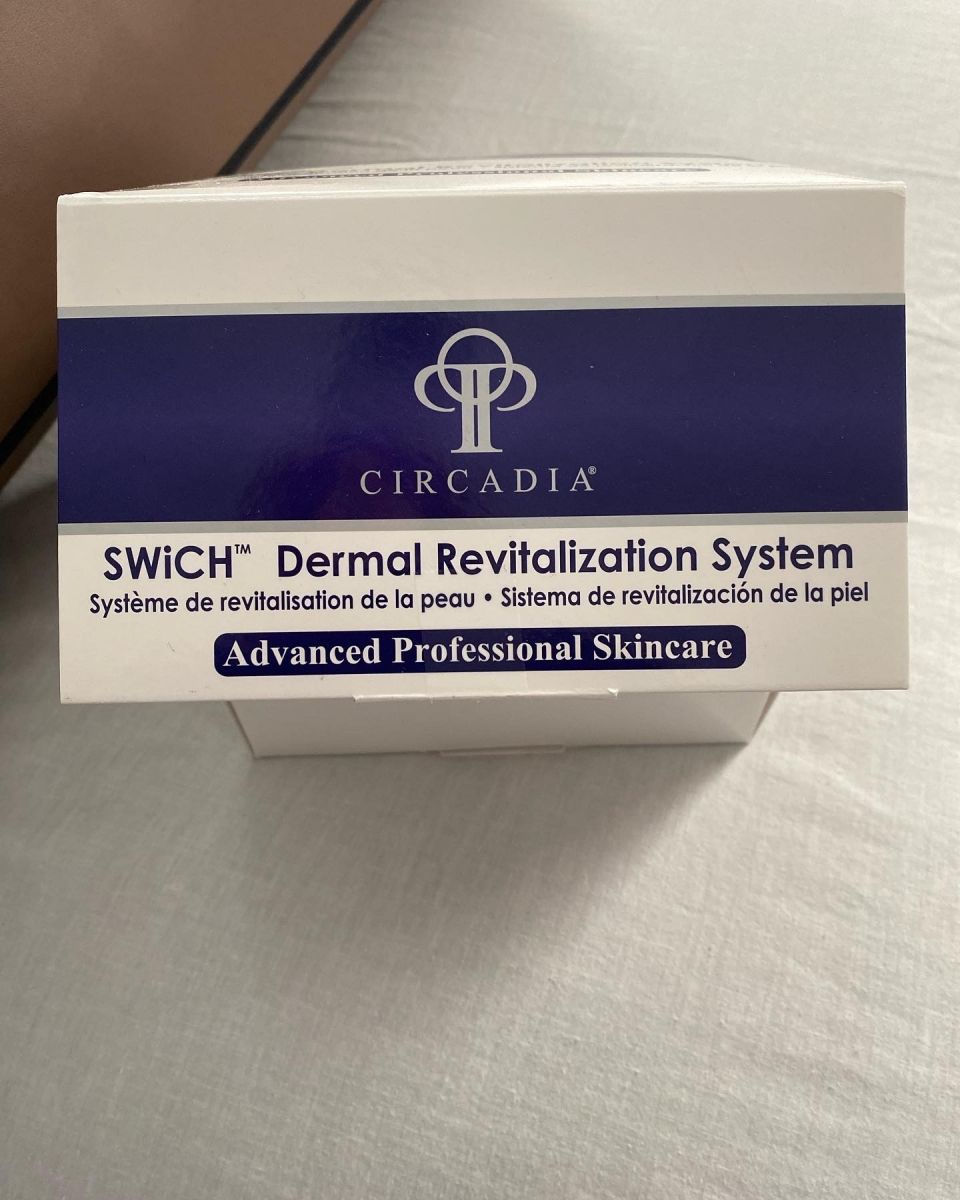 CIRCADIA®
SWiCH™ Dermal Revitalization System
Système de revitalisation de la peau • Sistema de revitalización de la piel
Advanced Professional Skincare